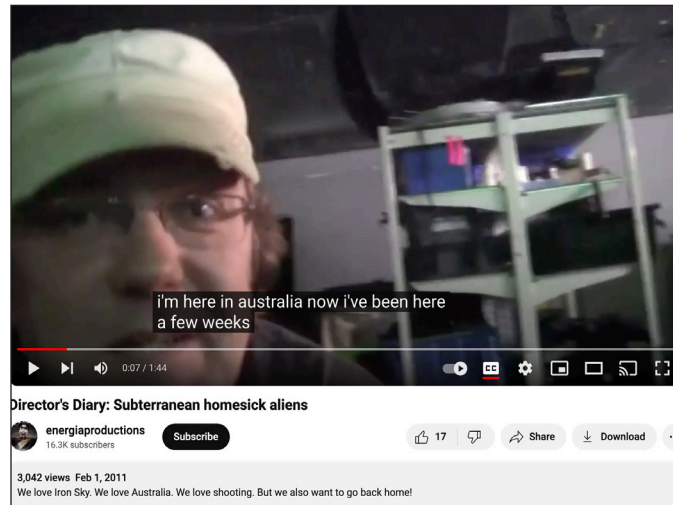 i'm here in australia now i've been here
a few weeks
0:07 / 1:44
CC
Director's Diary: Subterranean homesick aliens
energiaproductions
16.3K subscribers
Subscribe
17
Share
Download
3,042 views Feb 1, 2011
We love Iron Sky. We love Australia. We love shooting. But we also want to go back home!